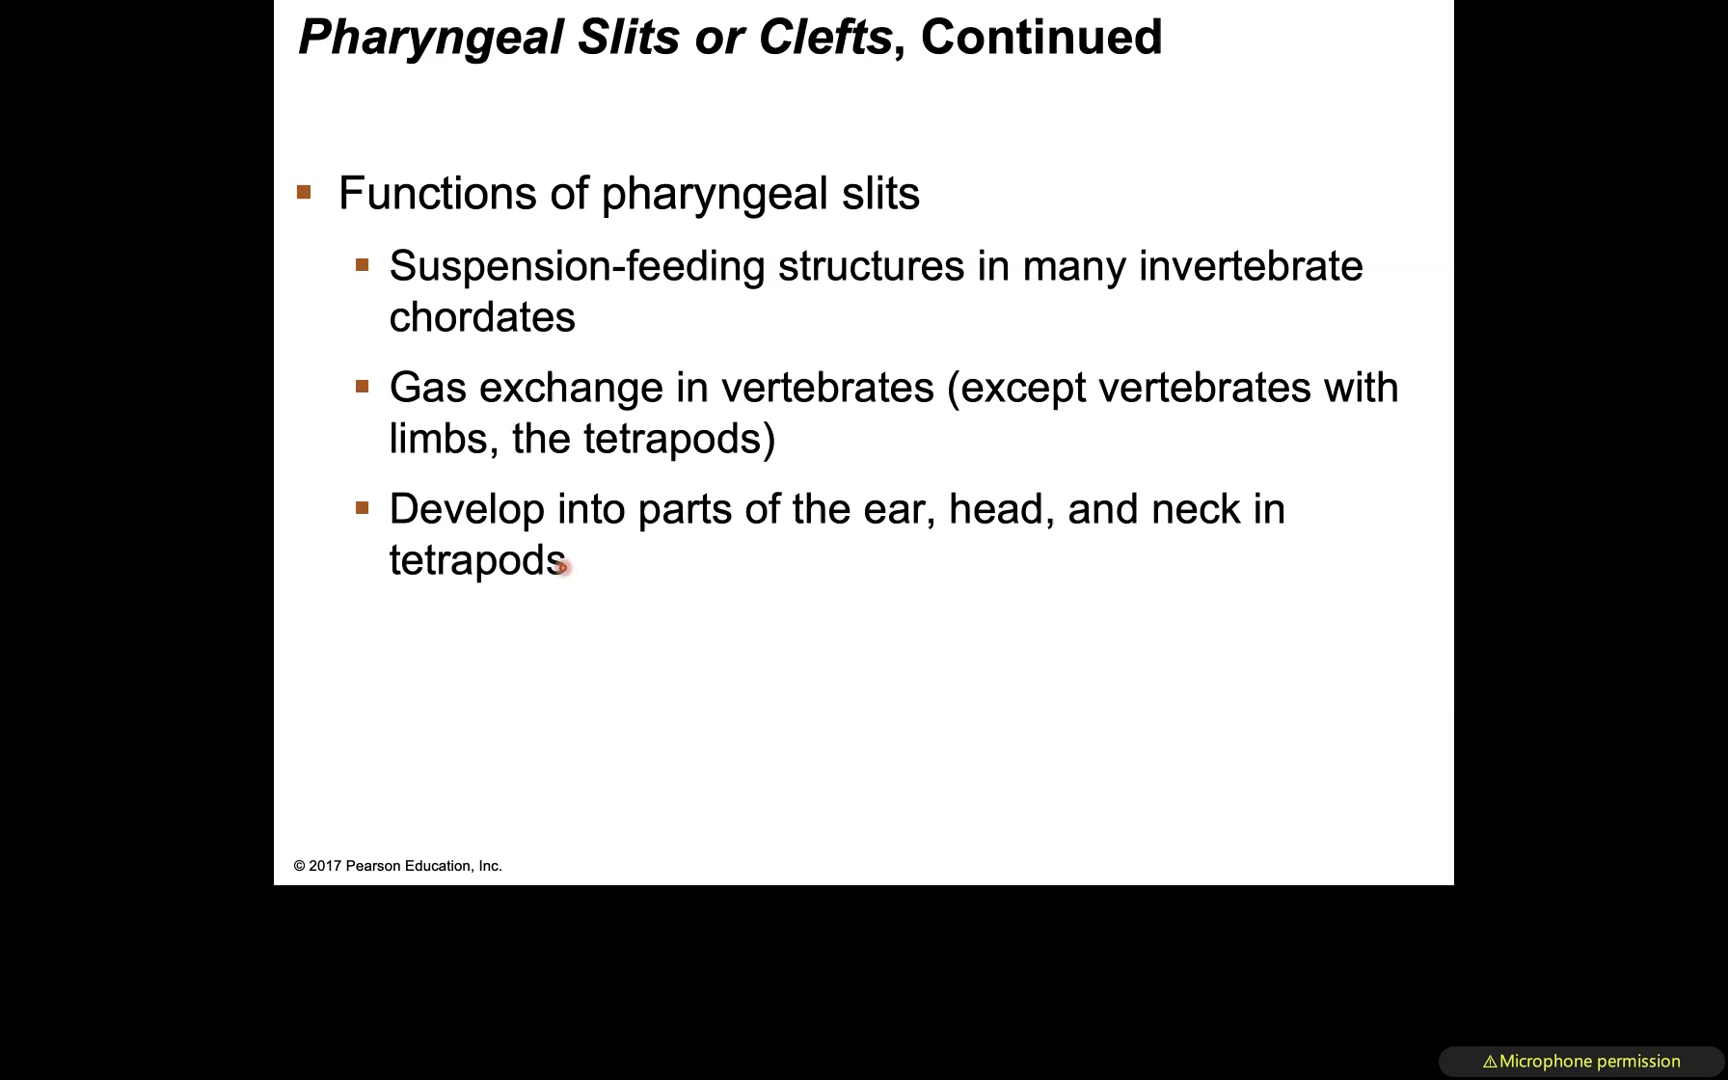 Pharyngeal Slits or Clefts, Continued
Functions of pharyngeal slits
Suspension-feeding structures in many invertebrate
chordates
Gas exchange in vertebrates (except vertebrates with
limbs, the tetrapods)
Develop into parts of the ear, head, and neck in
tetrapods
© 2017 Pearson Education, Inc.
⚠Microphone permission